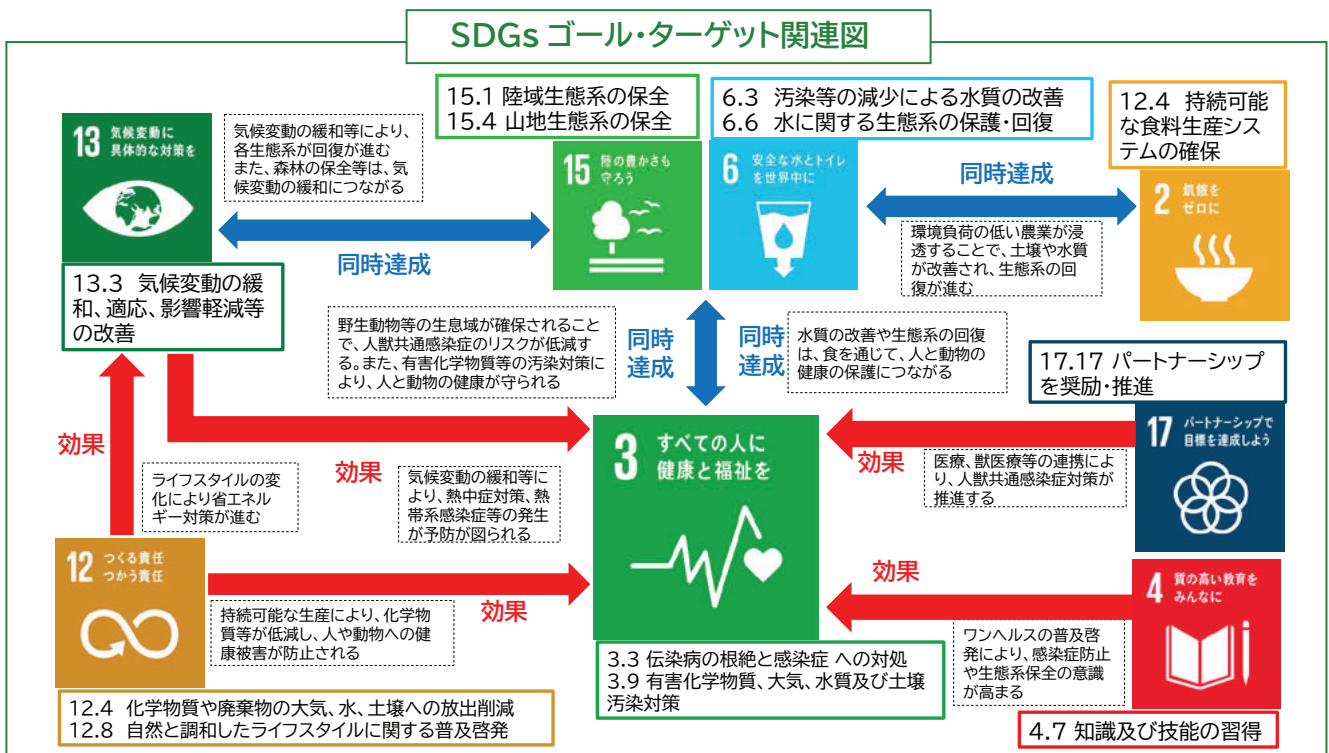 SDGs ゴール・ターゲット関連図
15.1 陸域生態系の保全
15.4 山地生態系の保全
6.3 汚染等の減少による水質の改善
6.6 水に関する生態系の保護・回復
12.4 持続可能
な食料生産シス
テムの確保
13 気候変動に
具体的な対策を
気候変動の緩和等により、
各生態系が回復が進む
また、森林の保全等は、気
候変動の緩和につながる
同時達成
15 陸の豊かさも
守ろう
6 安全な水とトイレ
を世界中に
同時達成
環境負荷の低い農業が浸
透することで、土壌や水質
が改善され、生態系の回
復が進む
2 飢餓を
ゼロに
13.3 気候変動の緩
和、適応、影響軽減等
の改善
野生動物等の生息域が確保されること
で、人獣共通感染症のリスクが低減す
る。また、有害化学物質等の汚染対策に
より、人と動物の健康が守られる
同時
達成
同時
達成
水質の改善や生態系の回復
は、食を通じて、人と動物の
健康の保護につながる
17.17 パートナーシップ
を奨励・推進
17 パートナーシップで
目標を達成しよう
効果
ライフスタイルの変
化により省エネル
ギー対策が進む
効果
気候変動の緩和等に
より、熱中症対策、熱
帯系感染症等の発生
が予防が図られる
3 すべての人に
健康と福祉を
効果
医療、獣医療等の連携によ
り、人獣共通感染症対策が
推進する
12 つくる責任
つかう責任
効果
持続可能な生産により、化学物
質等が低減し、人や動物への健
康被害が防止される
効果
ワンヘルスの普及啓
発により、感染症防止
や生態系保全の意識
が高まる
4 質の高い教育を
みんなに
12.4 化学物質や廃棄物の大気、水、土壌への放出削減
12.8 自然と調和したライフスタイルに関する普及啓発
3.3 伝染病の根絶と感染症 への対処
3.9 有害化学物質、大気、水質及び土壌
汚染対策
4.7 知識及び技能の習得